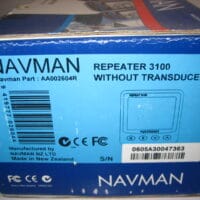 NAVMAN
Navman Part : AA002604R
REPEATER 3100
WITHOUT TRANSDUCE
Manufactured by
NAVMAN NZ LTD
Made in New Zealand
S/N
0605A30047363
NAVMAN